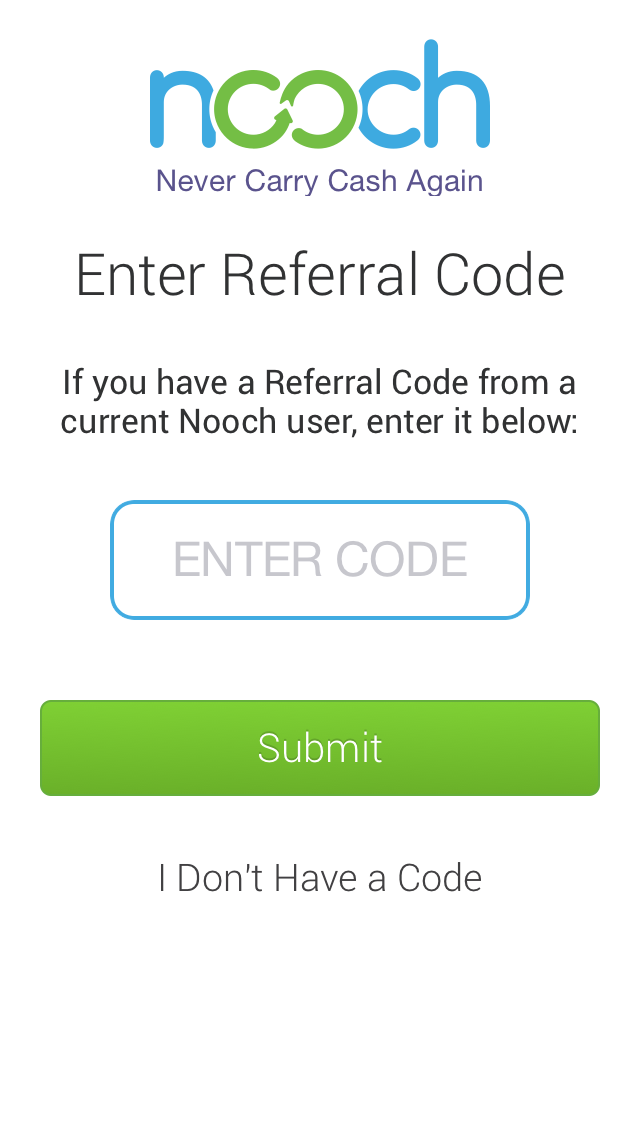 nooch
Never Carry Cash Again
Enter Referral Code
If you have a Referral Code from a
current Nooch user, enter it below:
ENTER CODE
Submit
I Don't Have a Code